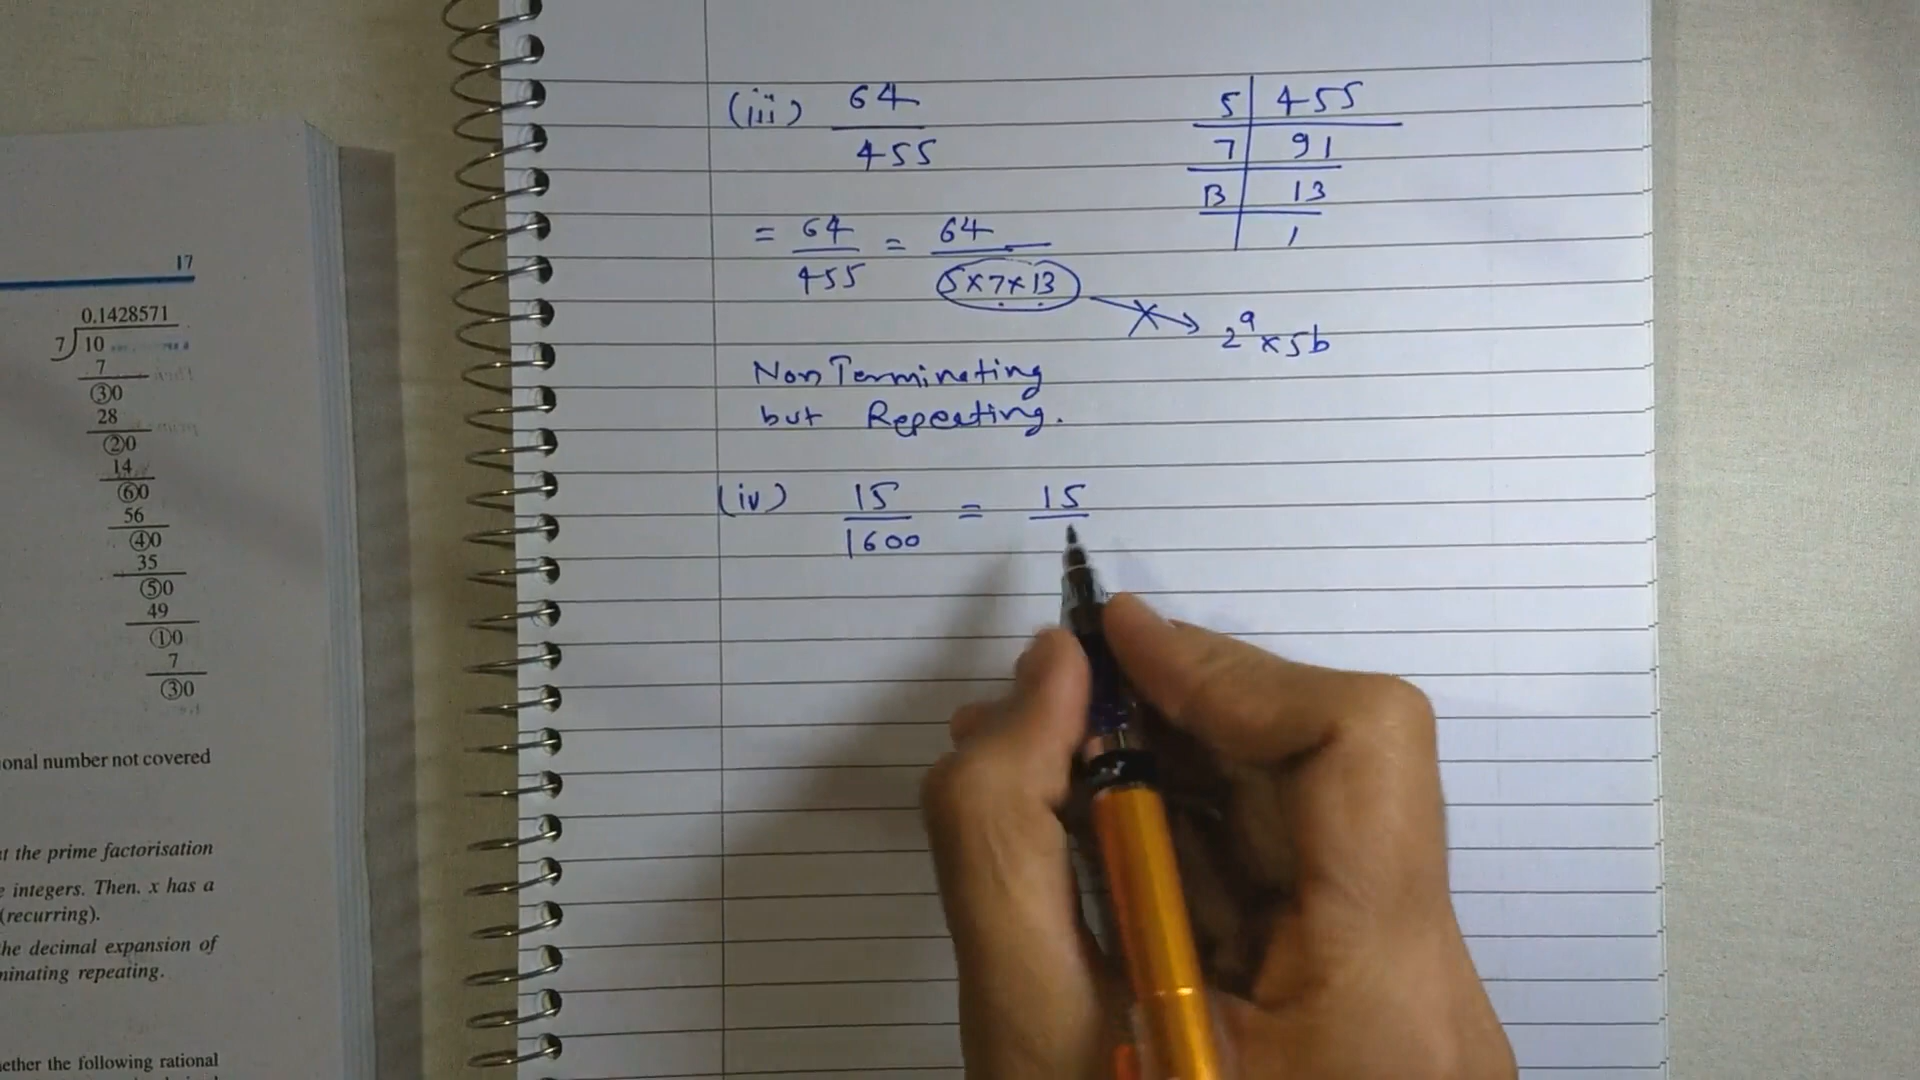 17
0.1428571
7 10
7
30
28
20
14
60
56
40
35
50
49
10
7
30
onal number not covered
t the prime factorisation
e integers. Then. x has a
(recurring).
he decimal expansion of
minating repeating.
ether the following rational
(iii) 64
455
= 64 = 64
455 5×7×13
2^a × 5b
Non Terminating
but Repeating.
5 455
7 91
13 13
1
(iv) 15 = 15
1600